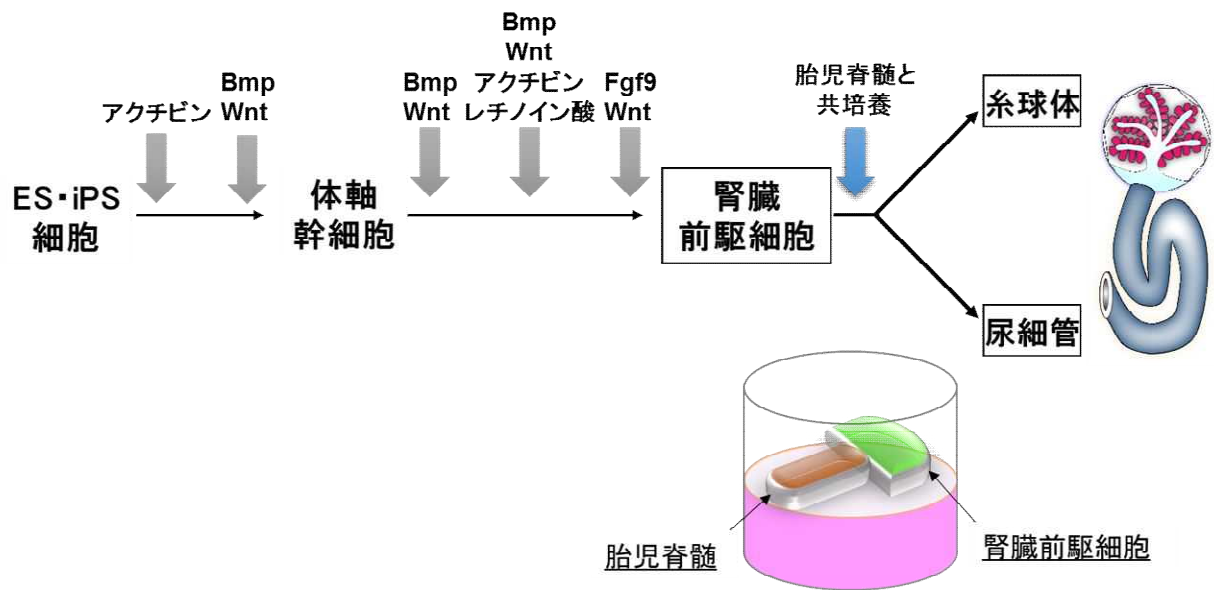 アクチビン
Bmp
Wnt
Bmp
Wnt
Bmp
Wnt
アクチビン
レチノイン酸
Fgf9
Wnt
胎児脊髄と
共培養
ES・iPS
細胞
体軸
幹細胞
腎臓
前駆細胞
糸球体
尿細管
胎児脊髄
腎臓前駆細胞